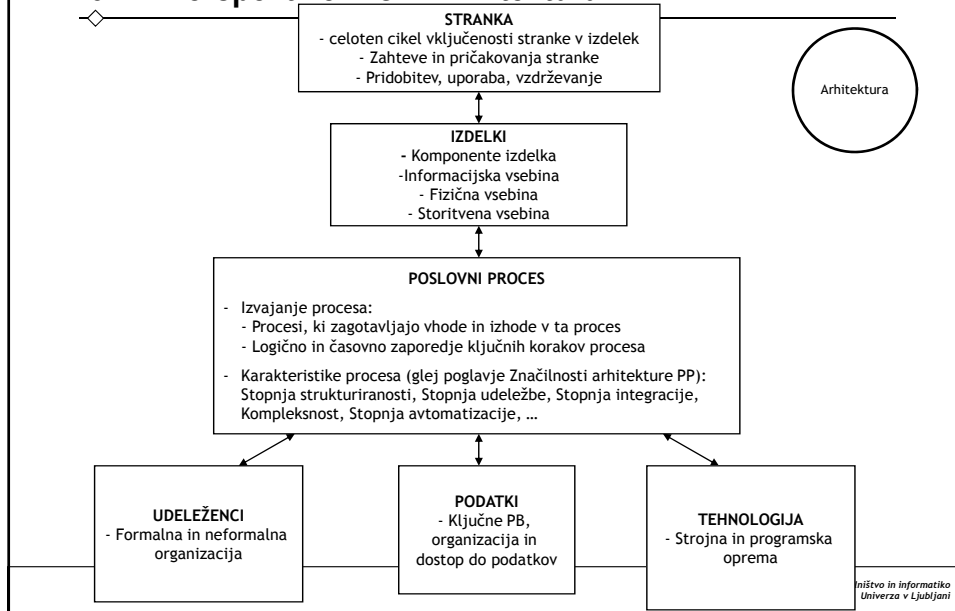 STRANKA
- celoten cikel vključenosti stranke v izdelek
- Zahteve in pričakovanja stranke
- Pridobitev, uporaba, vzdrževanje
Arhitektura
IZDELKI
- Komponente izdelka
-Informacijska vsebina
- Fizična vsebina
- Storitvena vsebina
POSLOVNI PROCES
- Izvajanje procesa:
- Procesi, ki zagotavljajo vhode in izhode v ta proces
- Logično in časovno zaporedje ključnih korakov procesa
- Karakteristike procesa (glej poglavje Značilnosti arhitekture PP):
Stopnja strukturiranosti, Stopnja udeležbe, Stopnja integracije,
Kompleksnost, Stopnja avtomatizacije, …
UDELEŽENCI
- Formalna in neformalna
organizacija
PODATKI
- Ključne PB,
organizacija in
dostop do podatkov
TEHNOLOGIJA
- Strojna in programska
oprema
in informatiko
Univerza v Ljubljani